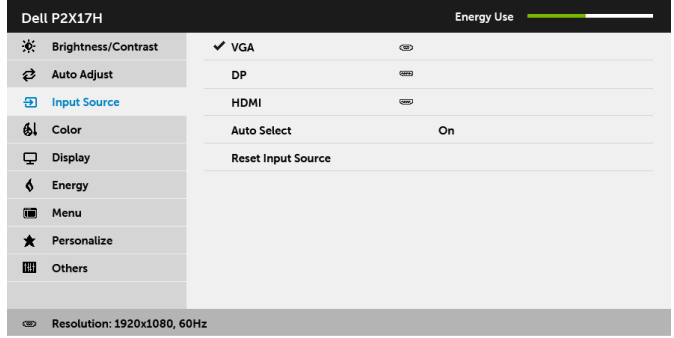 Dell P2X17H Energy Use
Brightness/Contrast VGA
Auto Adjust DP
Input Source HDMI
Color Auto Select On
Display Reset Input Source
Energy
Menu
Personalize
Others
Resolution: 1920x1080, 60Hz